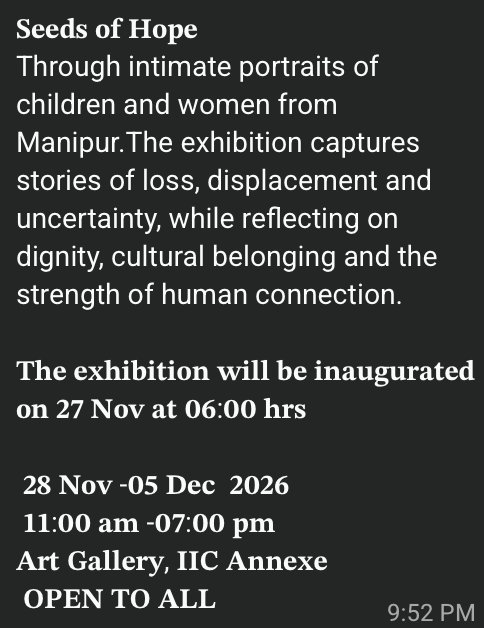 Seeds of Hope
Through intimate portraits of
children and women from
Manipur.The exhibition captures
stories of loss, displacement and
uncertainty, while reflecting on
dignity, cultural belonging and the
strength of human connection.
The exhibition will be inaugurated
on 27 Nov at 06:00 hrs
28 Nov -05 Dec 2026
11:00 am -07:00 pm
Art Gallery, IIC Annexe
OPEN TO ALL
9:52 PM